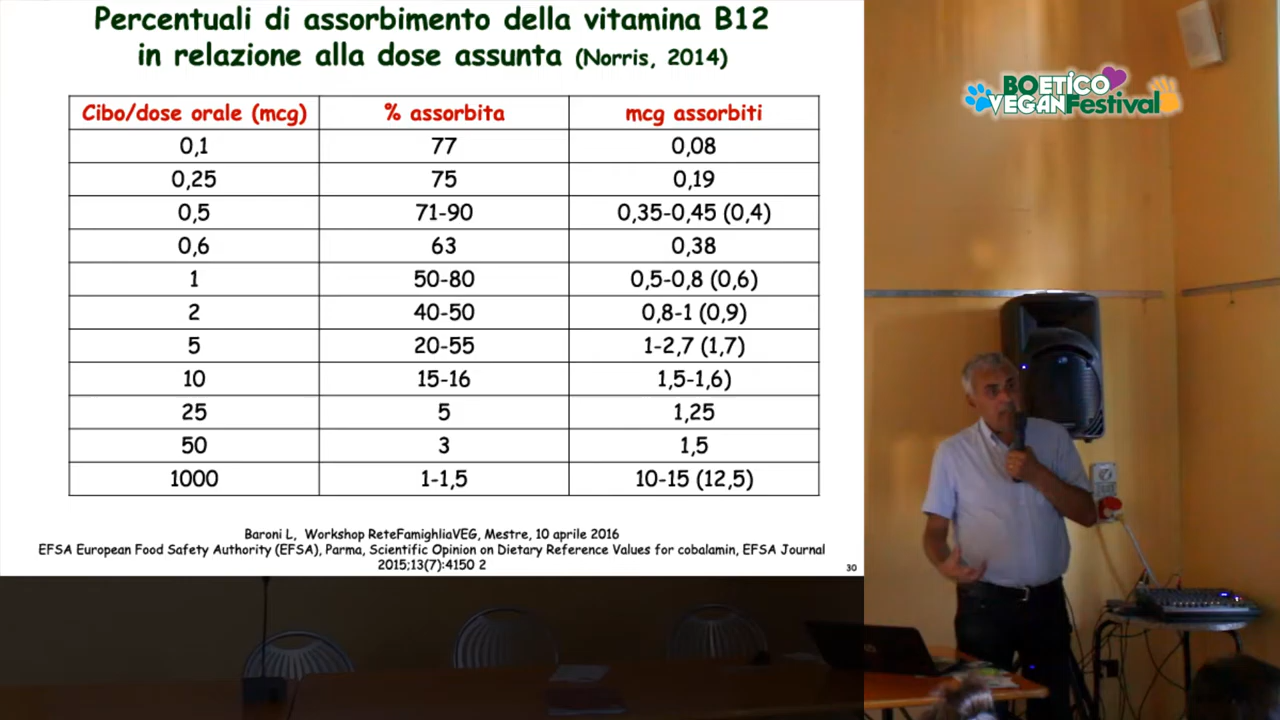 Percentuali di assorbimento della vitamina B12
in relazione alla dose assunta (Norris, 2014)
Cibo/dose orale (mcg) % assorbita mcg assorbiti
0,1 77 0,08
0,25 75 0,19
0,5 71-90 0,35-0,45 (0,4)
0,6 63 0,38
1 50-80 0,5-0,8 (0,6)
2 40-50 0,8-1 (0,9)
5 20-55 1-2,7 (1,7)
10 15-16 1,5-1,6)
25 5 1,25
50 3 1,5
1000 1-1,5 10-15 (12,5)
Baroni L, Workshop ReteFamighliaVEG, Mestre, 10 aprile 2016
EFSA European Food Safety Authority (EFSA), Parma, Scientific Opinion on Dietary Reference Values for cobalamin, EFSA Journal
2015;13(7):4150 2
30
BOETICO
VEGANFestival